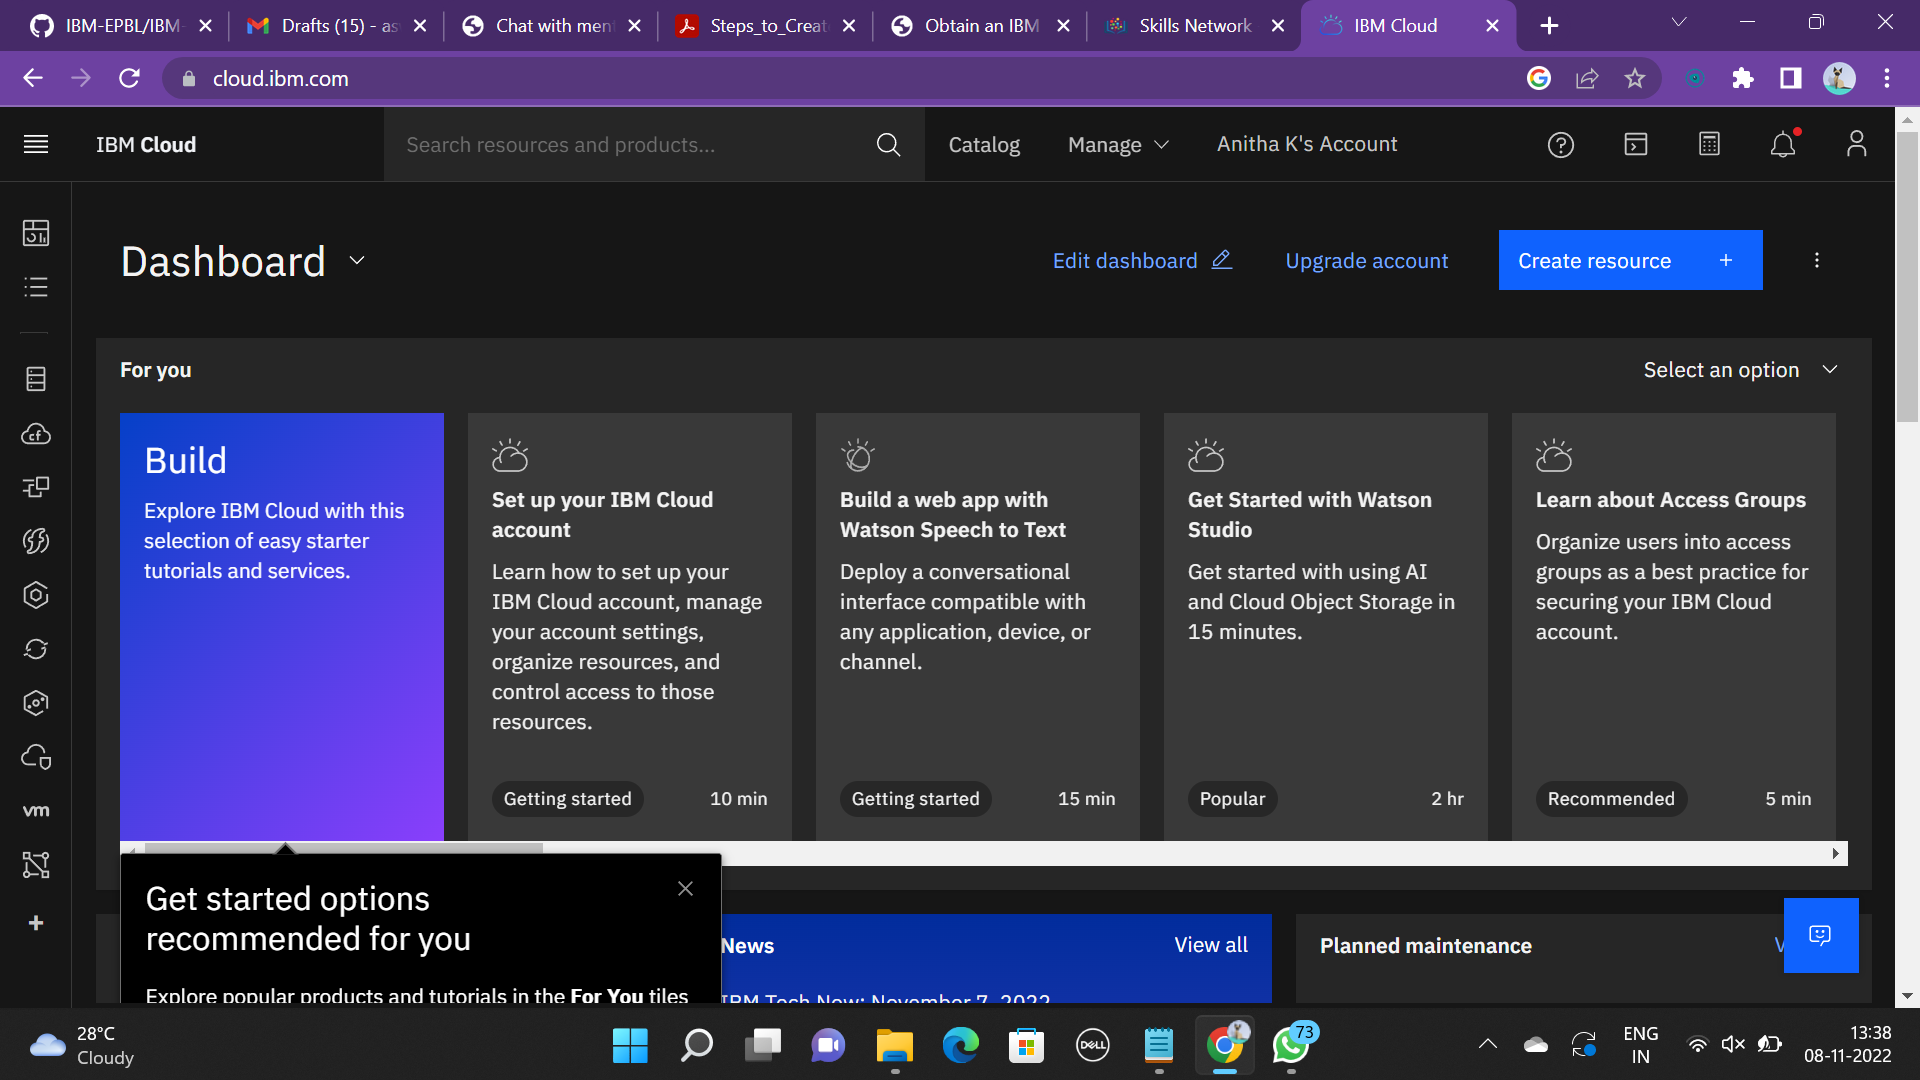 IBM-EPBL/IBM-
Drafts (15) - as
Chat with men
Steps_to_Creat
Obtain an IBM
Skills Network
IBM Cloud
cloud.ibm.com
IBM Cloud
Search resources and products...
Catalog
Manage
Anitha K's Account
Dashboard
Edit dashboard
Upgrade account
Create resource +
For you
Select an option
Build
Explore IBM Cloud with this
selection of easy starter
tutorials and services.
Set up your IBM Cloud
account
Learn how to set up your
IBM Cloud account, manage
your account settings,
organize resources, and
control access to those
resources.
Getting started
10 min
Build a web app with
Watson Speech to Text
Deploy a conversational
interface compatible with
any application, device, or
channel.
Getting started
15 min
Get Started with Watson
Studio
Get started with using AI
and Cloud Object Storage in
15 minutes.
Popular
2 hr
Learn about Access Groups
Organize users into access
groups as a best practice for
securing your IBM Cloud
account.
Recommended
5 min
cf
vm
Get started options
recommended for you
Explore popular products and tutorials in the For You tiles
News
View all
IBM Tech Now: November 7, 2022
Planned maintenance
V
28°C
Cloudy
DELL
73
ENG
IN
13:38
08-11-2022